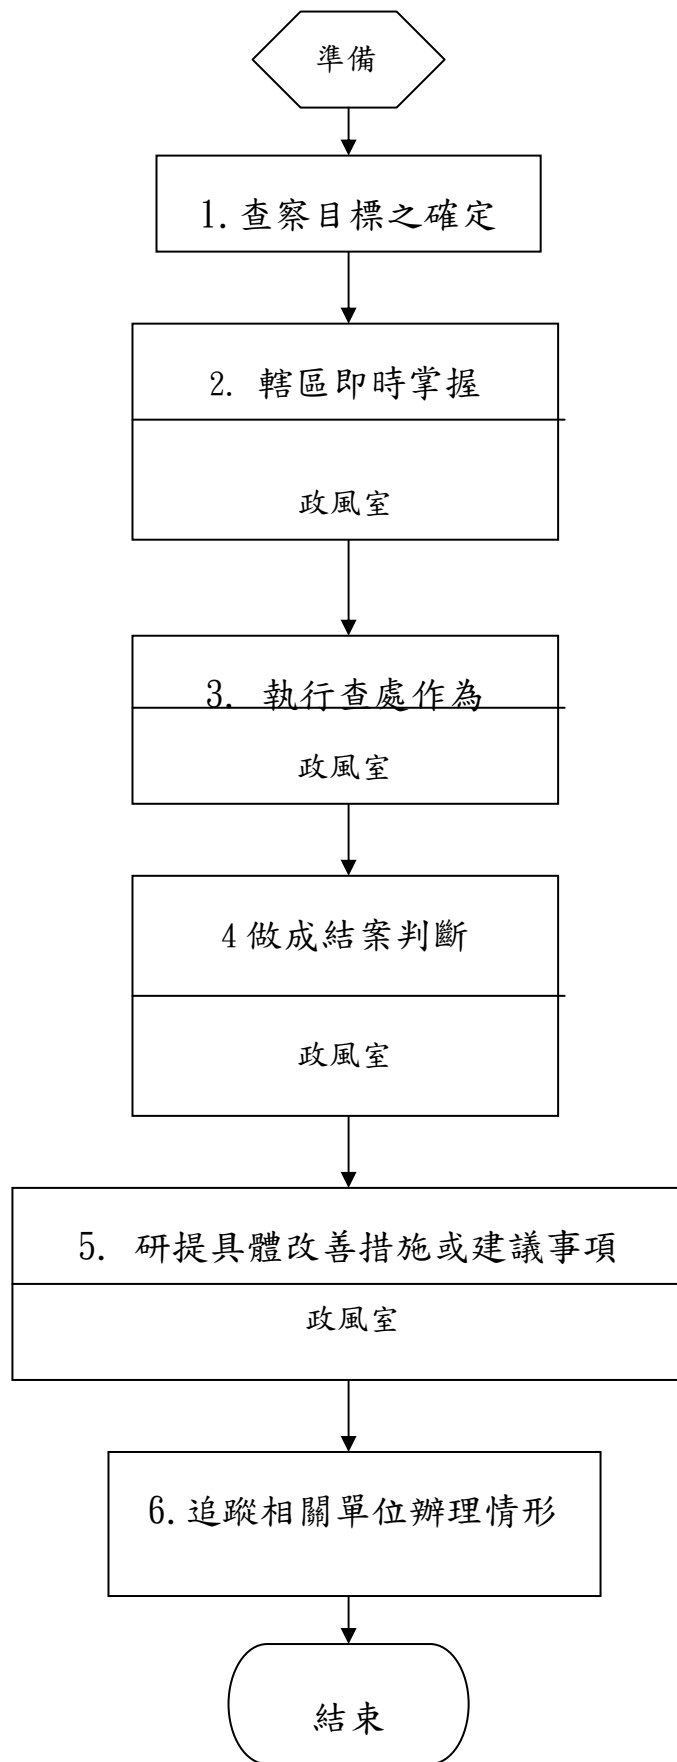 準備
1.查察目標之確定
2. 轄區即時掌握
政風室
3. 執行查處作為
政風室
4做成結案判斷
政風室
5. 研提具體改善措施或建議事項
政風室
6.追蹤相關單位辦理情形
結束